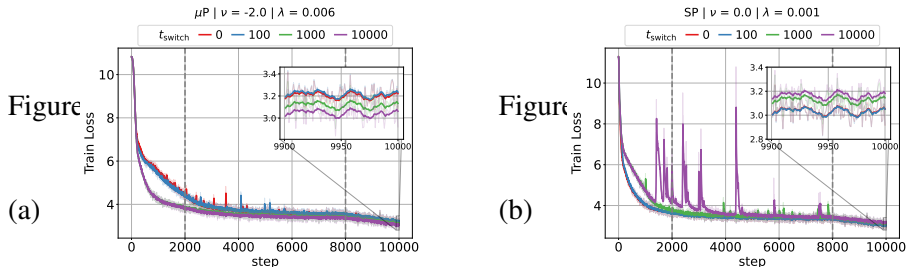 μP | ν = -2.0 | λ = 0.006
t_switch 0 100 1000 10000
Train Loss
10
8
6
4
3.4
3.2
3.0
9900 9950 10000
0 2000 4000 6000 8000 10000
step
Figure
(a)
SP | ν = 0.0 | λ = 0.001
t_switch 0 100 1000 10000
Train Loss
10
8
6
4
3.4
3.2
3.0
2.8
9900 9950 10000
0 2000 4000 6000 8000 10000
step
Figure
(b)